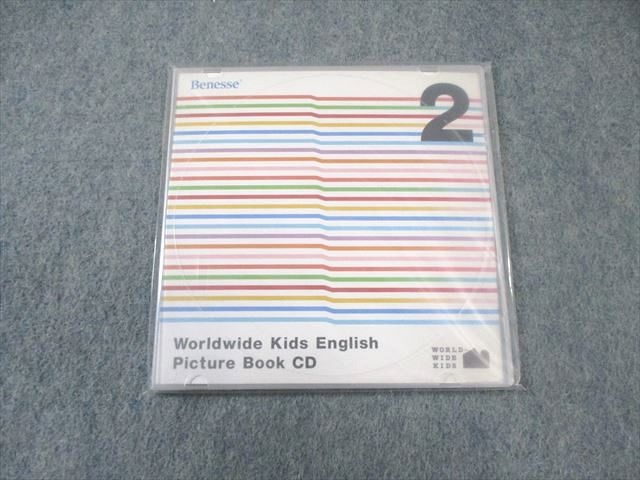 Benesse®
2
Worldwide Kids English
Picture Book CD
WORLD
WIDE
KIDS